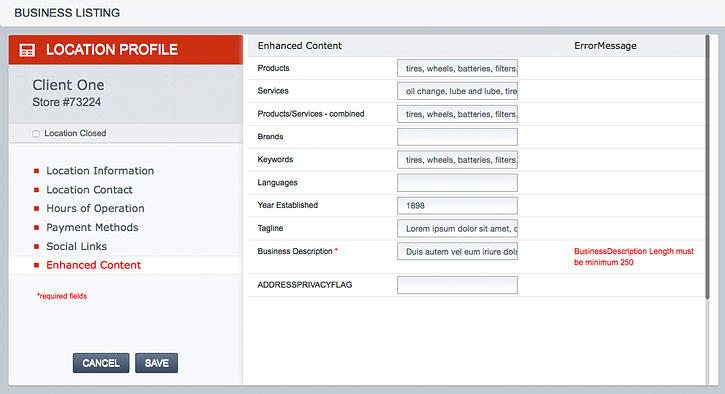 BUSINESS LISTING
LOCATION PROFILE
Client One
Store #73224
Location Closed
Location Information
Location Contact
Hours of Operation
Payment Methods
Social Links
Enhanced Content
*required fields
CANCEL SAVE
Enhanced Content ErrorMessage
Products tires, wheels, batteries, filters,
Services oil change, lube and lube, tire
Products/Services - combined tires, wheels, batteries, filters,
Brands
Keywords tires, wheels, batteries, filters,
Languages
Year Established 1898
Tagline Lorem ipsum dolor sit amet, c
Business Description * Duis autem vel eum iriure dolo BusinessDescription Length must
be minimum 250
ADDRESSPRIVACYFLAG